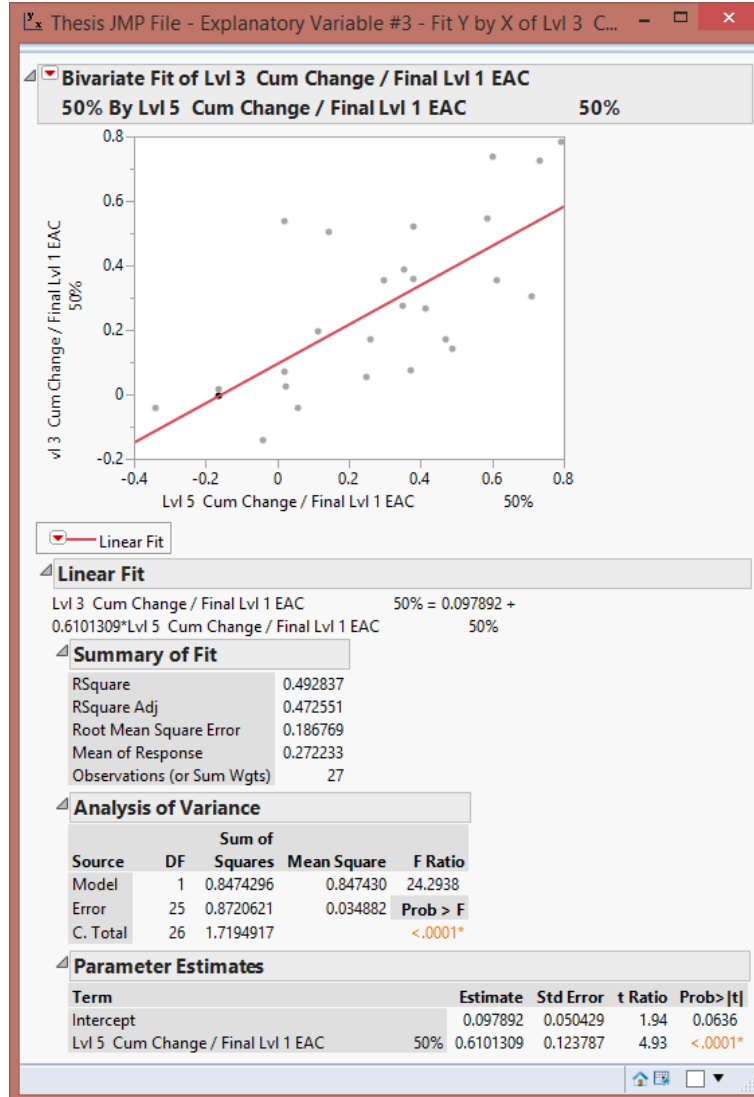 Thesis JMP File - Explanatory Variable #3 - Fit Y by X of Lvl 3 C...
Bivariate Fit of Lvl 3 Cum Change / Final Lvl 1 EAC
50% By Lvl 5 Cum Change / Final Lvl 1 EAC 50%
0.8
0.6
0.4
0.2
0
-0.2
vl 3 Cum Change / Final Lvl 1 EAC
50%
-0.4 -0.2 0 0.2 0.4 0.6 0.8
Lvl 5 Cum Change / Final Lvl 1 EAC 50%
Linear Fit
Linear Fit
Lvl 3 Cum Change / Final Lvl 1 EAC 50% = 0.097892 +
0.6101309*Lvl 5 Cum Change / Final Lvl 1 EAC 50%
Summary of Fit
RSquare 0.492837
RSquare Adj 0.472551
Root Mean Square Error 0.186769
Mean of Response 0.272233
Observations (or Sum Wgts) 27
Analysis of Variance
Sum of
Source DF Squares Mean Square F Ratio
Model 1 0.8474296 0.847430 24.2938
Error 25 0.8720621 0.034882 Prob > F
C. Total 26 1.7194917 <.0001*
Parameter Estimates
Term Estimate Std Error t Ratio Prob>|t|
Intercept 0.097892 0.050429 1.94 0.0636
Lvl 5 Cum Change / Final Lvl 1 EAC 50% 0.6101309 0.123787 4.93 <.0001*